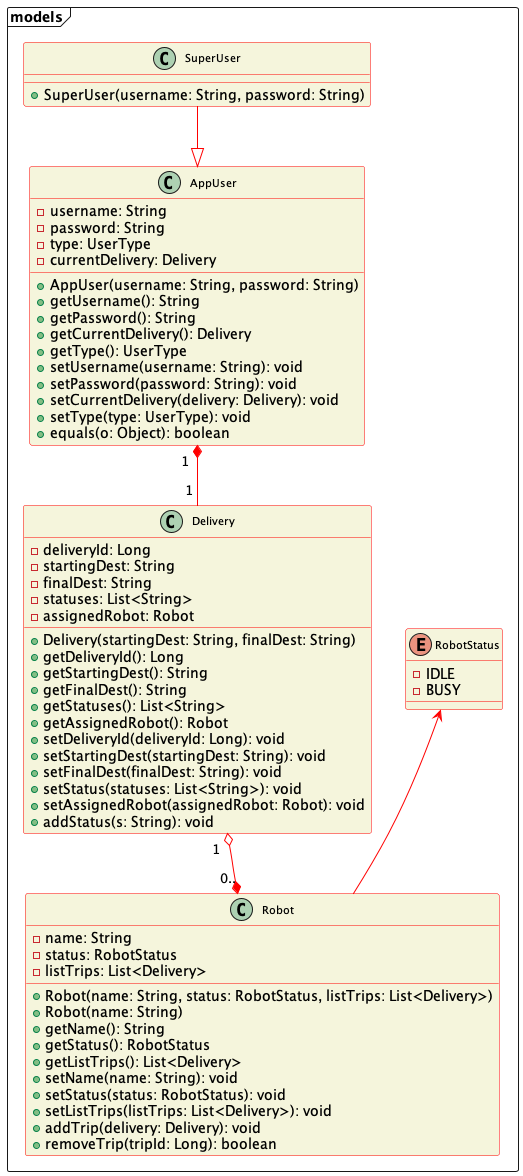 models
C SuperUser
SuperUser(username: String, password: String)
C AppUser
username: String
password: String
type: UserType
currentDelivery: Delivery
AppUser(username: String, password: String)
getUsername(): String
getPassword(): String
getCurrentDelivery(): Delivery
getType(): UserType
setUsername(username: String): void
setPassword(password: String): void
setCurrentDelivery(delivery: Delivery): void
setType(type: UserType): void
equals(o: Object): boolean
1
1
C Delivery
deliveryId: Long
startingDest: String
finalDest: String
statuses: List<String>
assignedRobot: Robot
Delivery(startingDest: String, finalDest: String)
getDeliveryId(): Long
getStartingDest(): String
getFinalDest(): String
getStatuses(): List<String>
getAssignedRobot(): Robot
setDeliveryId(deliveryId: Long): void
setStartingDest(startingDest: String): void
setFinalDest(finalDest: String): void
setStatus(statuses: List<String>): void
setAssignedRobot(assignedRobot: Robot): void
addStatus(s: String): void
E RobotStatus
IDLE
BUSY
1
0..
C Robot
name: String
status: RobotStatus
listTrips: List<Delivery>
Robot(name: String, status: RobotStatus, listTrips: List<Delivery>)
Robot(name: String)
getName(): String
getStatus(): RobotStatus
getListTrips(): List<Delivery>
setName(name: String): void
setStatus(status: RobotStatus): void
setListTrips(listTrips: List<Delivery>): void
addTrip(delivery: Delivery): void
removeTrip(tripId: Long): boolean